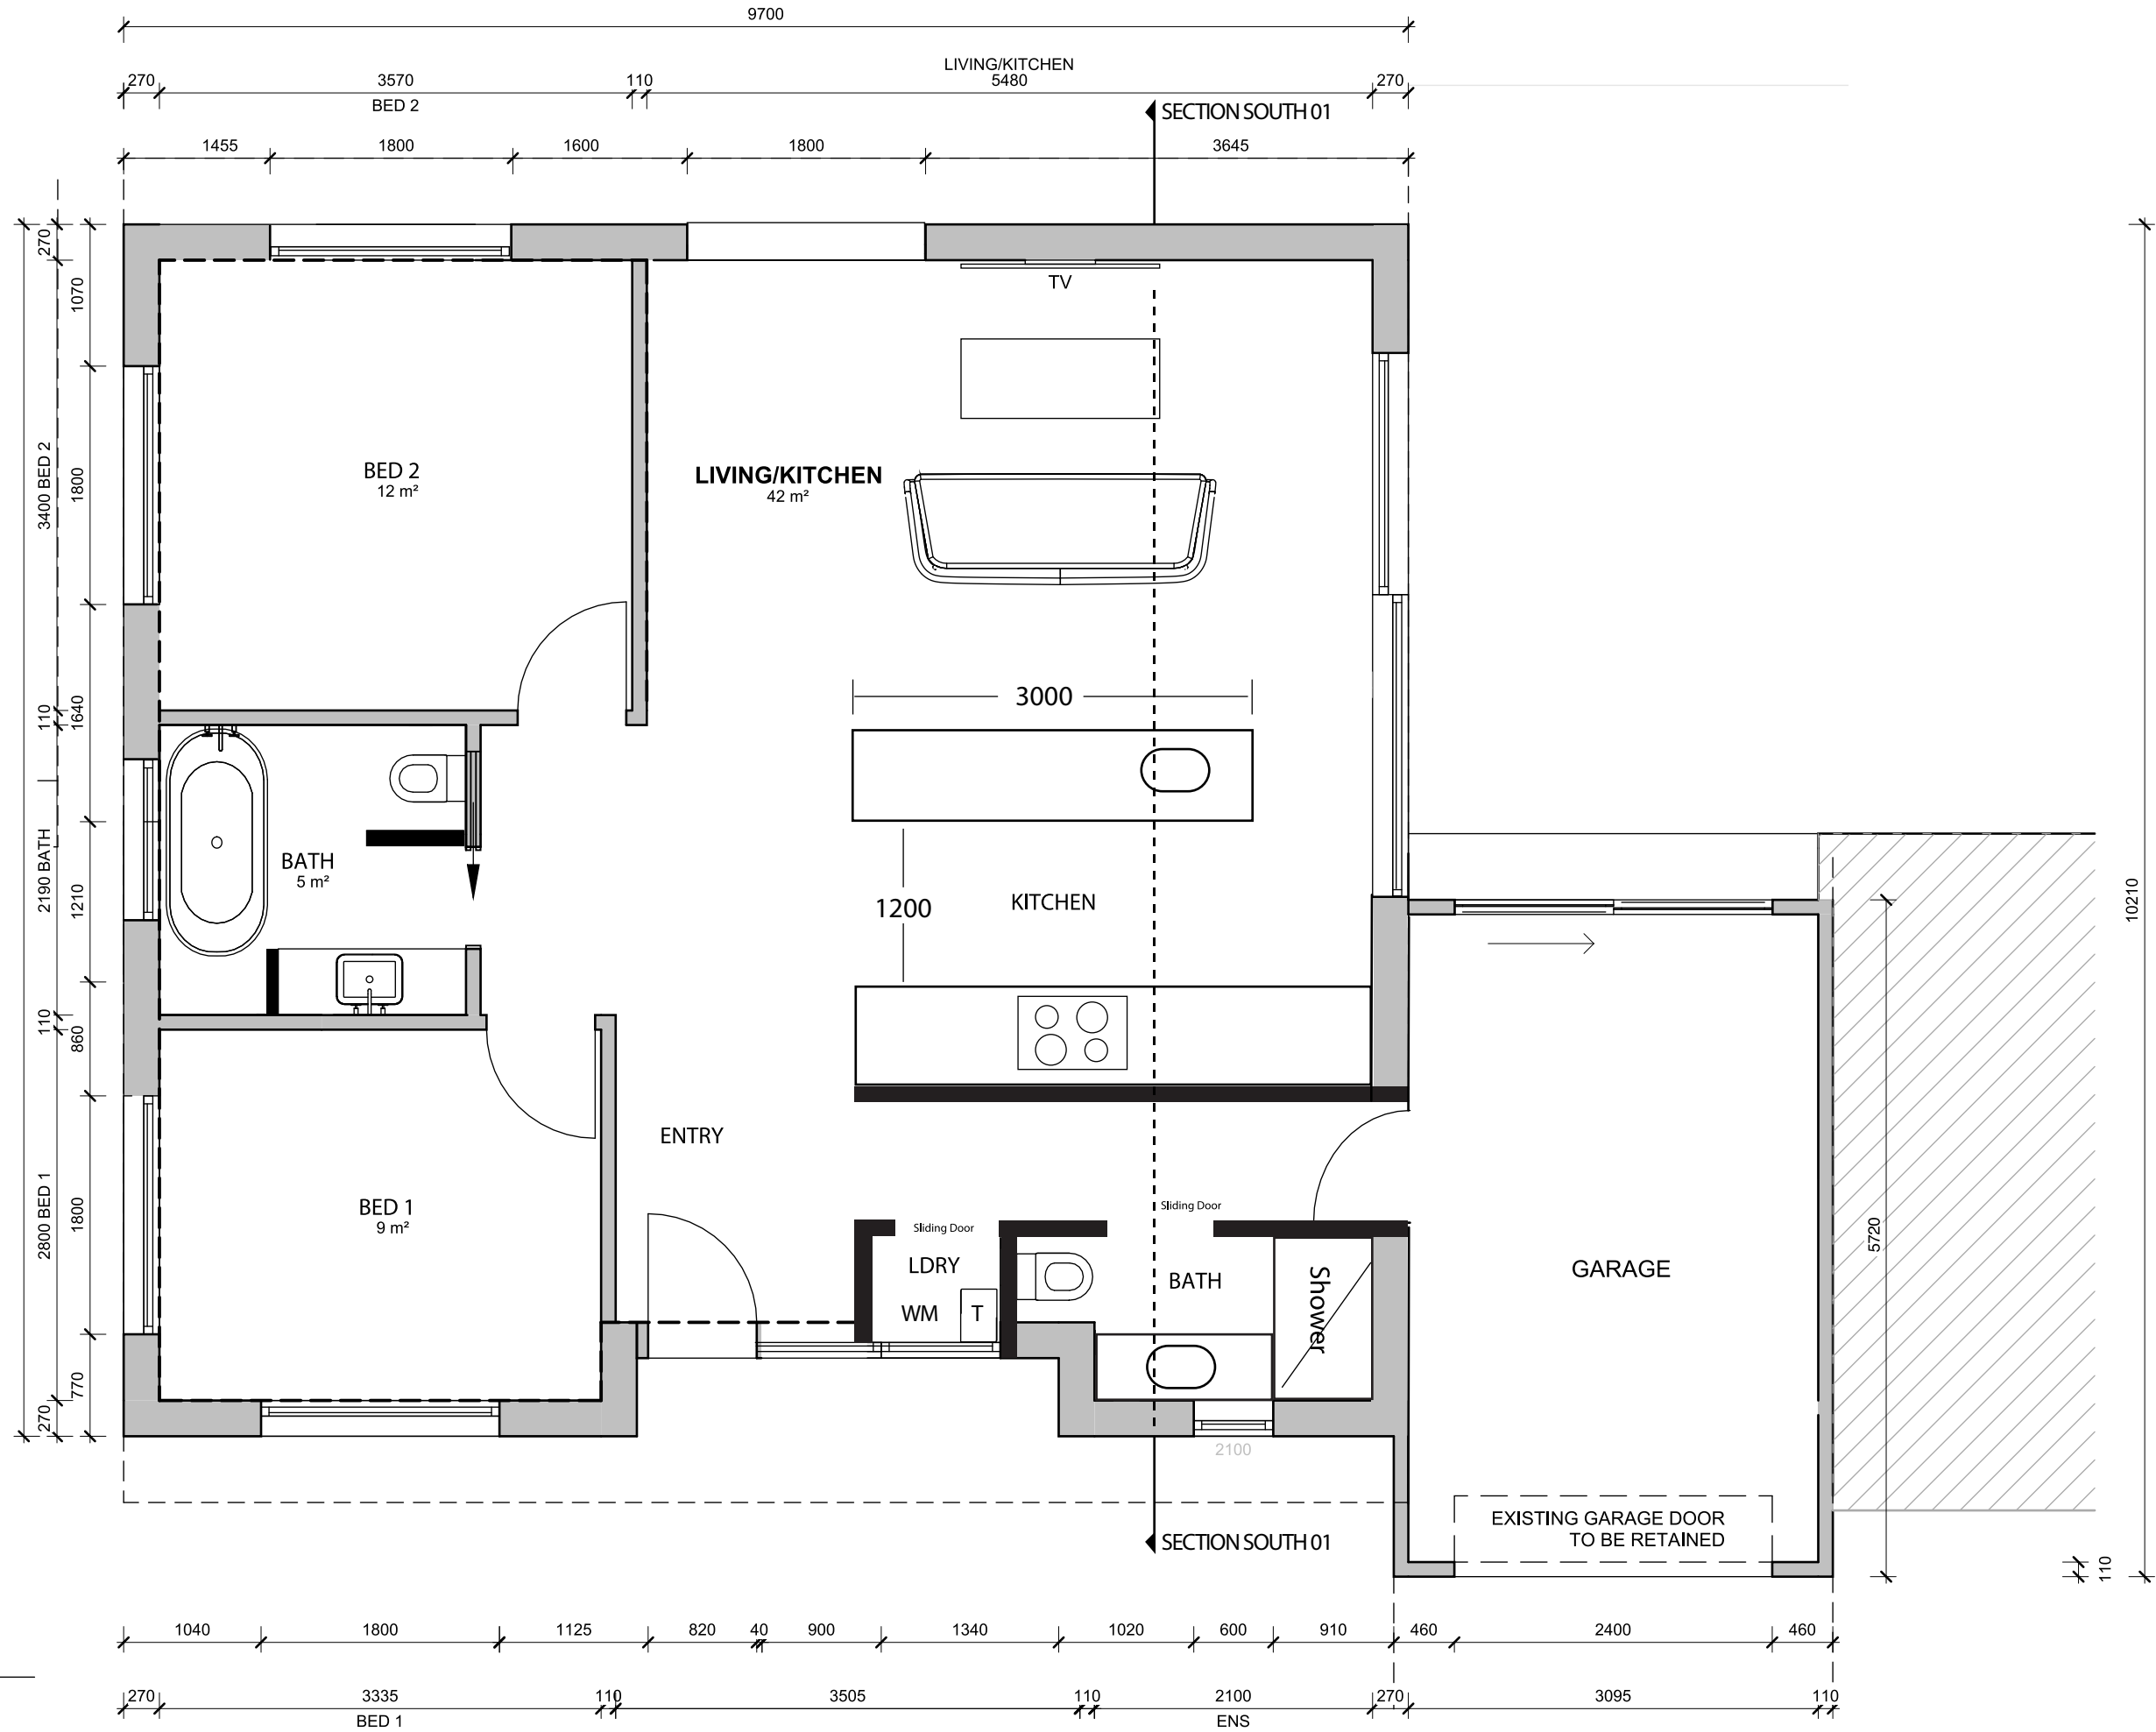 9700
LIVING/KITCHEN
270 3570 110 5480 270
BED 2
SECTION SOUTH 01
1455 1800 1600 1800 3645
270
1070
3400 BED 2
1800
110
1640
2190 BATH
1210
110
860
2800 BED 1
1800
770
270
TV
BED 2
12 m²
LIVING/KITCHEN
42 m²
3000
BATH
5 m²
1200
KITCHEN
10210
ENTRY
BED 1
9 m²
Sliding Door
Sliding Door
LDRY
WM T
BATH
Shower
GARAGE
5720
2100
EXISTING GARAGE DOOR
TO BE RETAINED
SECTION SOUTH 01
110
1040 1800 1125 820 40 900 1340 1020 600 910 460 2400 460
270 3335 110 3505 110 2100 270 3095 110
BED 1 ENS